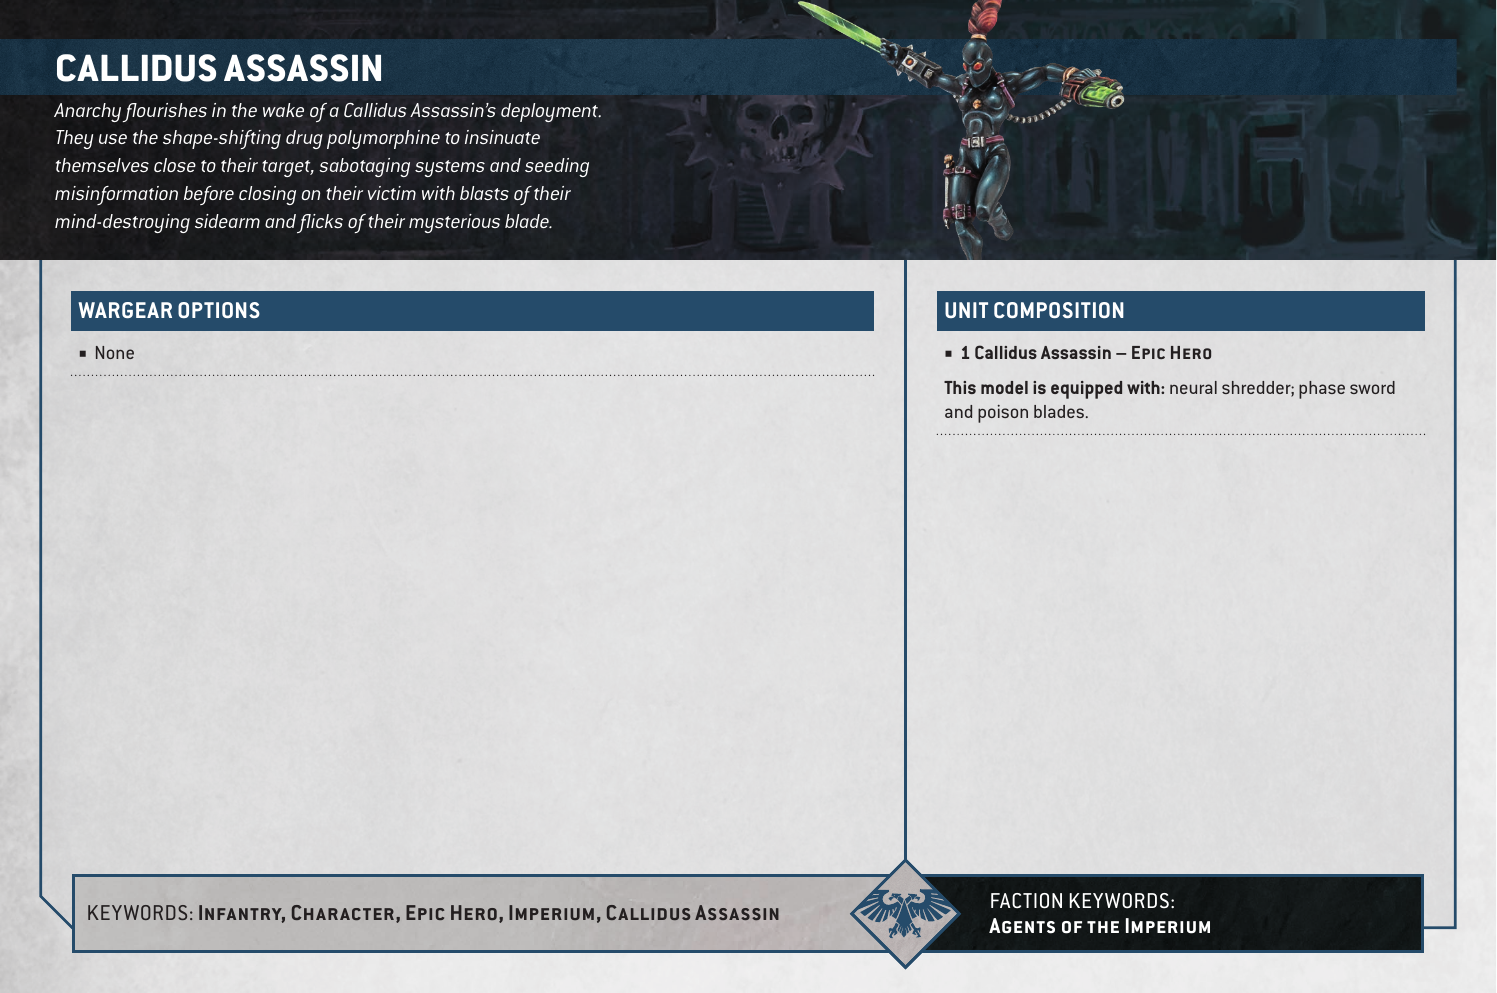 CALLIDUS ASSASSIN
Anarchy flourishes in the wake of a Callidus Assassin's deployment.
They use the shape-shifting drug polymorphine to insinuate
themselves close to their target, sabotaging systems and seeding
misinformation before closing on their victim with blasts of their
mind-destroying sidearm and flicks of their mysterious blade.
WARGEAR OPTIONS
▪ None
UNIT COMPOSITION
▪ 1 Callidus Assassin – Epic Hero
This model is equipped with: neural shredder; phase sword
and poison blades.
KEYWORDS: Infantry, Character, Epic Hero, Imperium, Callidus Assassin
FACTION KEYWORDS:
Agents of the Imperium